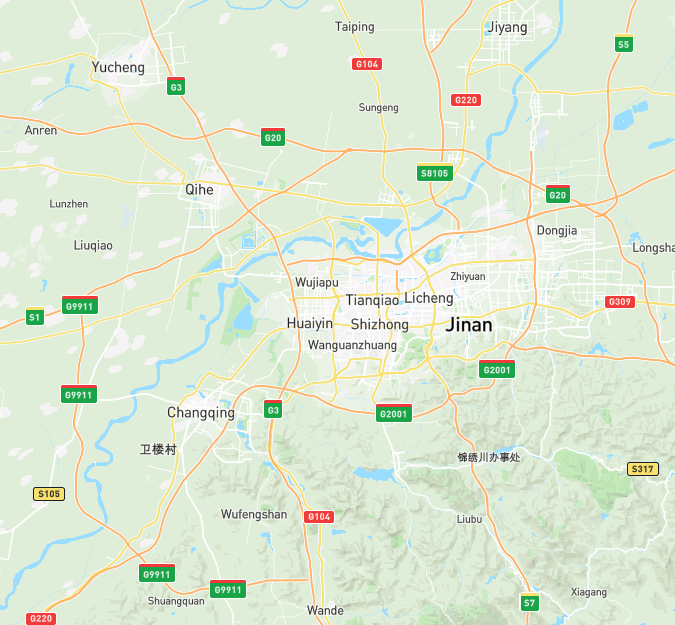 Taiping
Jiyang
S5
G104
Yucheng
G3
G220
Sungeng
Anren
G20
S8105
Qihe
G20
Lunzhen
Dongjia
Liuqiao
Longsha
Zhiyuan
Wujiapu
Tianqiao
Licheng
G9911
G309
S1
Huaiyin
Shizhong
Jinan
Wanguanzhuang
G2001
G9911
Changqing
G3
G2001
卫楼村
锦绣川办事处
S317
S105
Wufengshan
G104
Liubu
G9911
G9911
Xiagang
Shuangquan
S7
Wande
G220